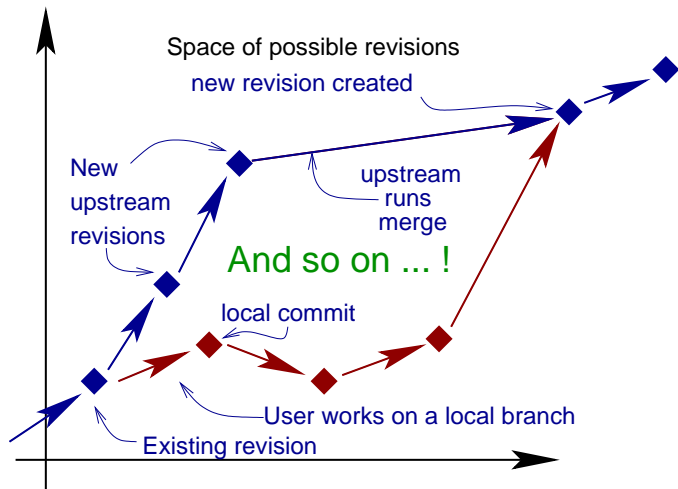 Space of possible revisions
new revision created
New
upstream
revisions
upstream
runs
merge
And so on ... !
local commit
User works on a local branch
Existing revision